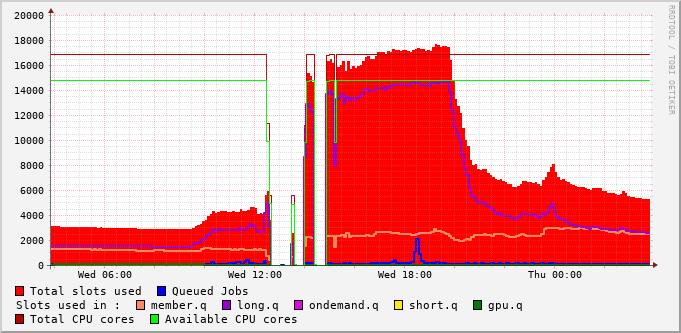 20000
18000
16000
14000
12000
10000
8000
6000
4000
2000
0
Wed 06:00 Wed 12:00 Wed 18:00 Thu 00:00
RRDTOOL / TOBI OETIKER
Total slots used Queued Jobs
Slots used in : member.q long.q ondemand.q short.q gpu.q
Total CPU cores Available CPU cores